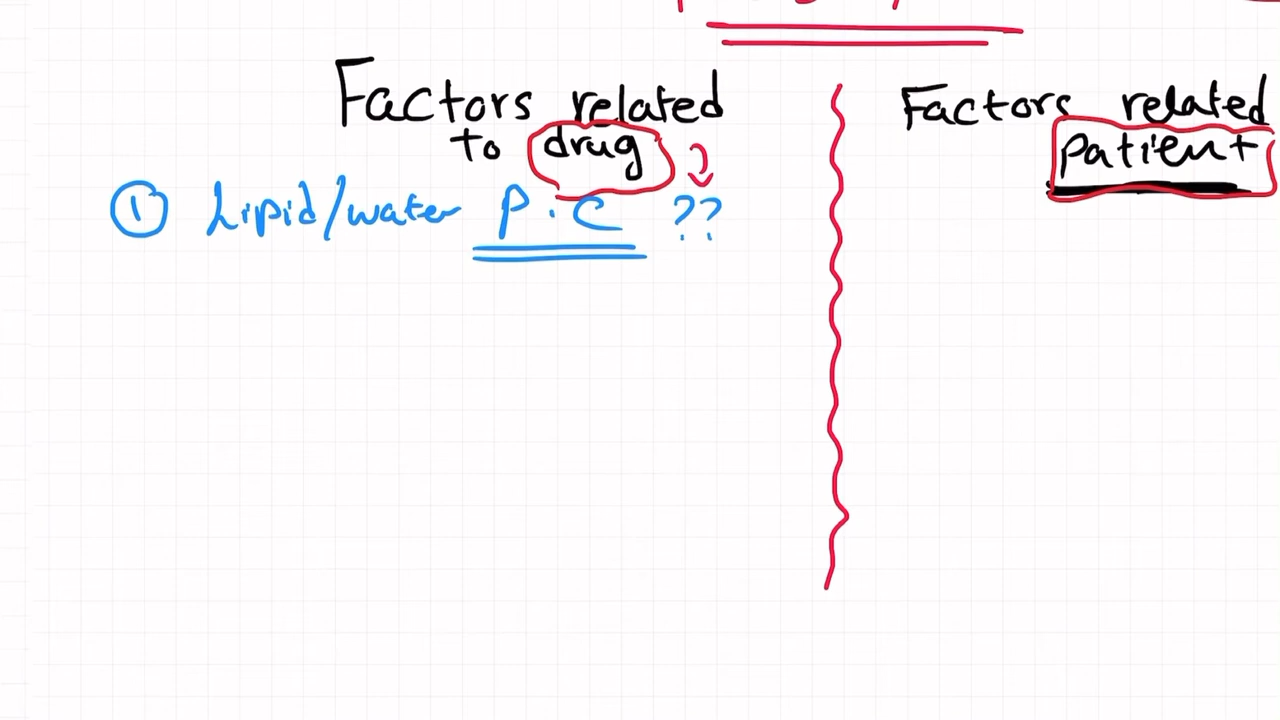 Factors related
to drug
① Lipid/water P.C ??
Factors related
patient